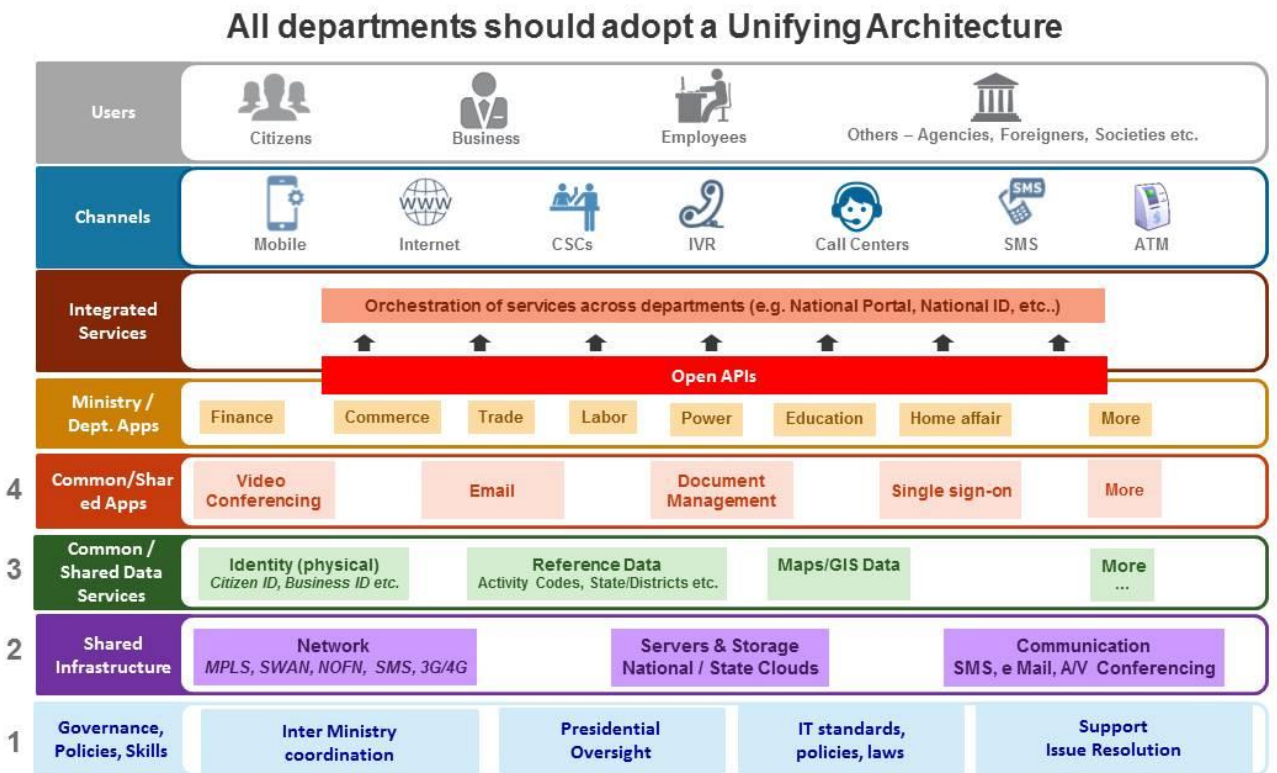 All departments should adopt a Unifying Architecture
Users
Citizens
Business
Employees
Others – Agencies, Foreigners, Societies etc.
Channels
WWW
SMS
Mobile
Internet
CSCs
IVR
Call Centers
SMS
ATM
Integrated
Services
Orchestration of services across departments (e.g. National Portal, National ID, etc..)
Open APIs
Ministry /
Dept. Apps
Finance
Commerce
Trade
Labor
Power
Education
Home affair
More
4
Common/Shar
ed Apps
Video
Conferencing
Email
Document
Management
Single sign-on
More
3
Common /
Shared Data
Services
Identity (physical)
Citizen ID, Business ID etc.
Reference Data
Activity Codes, State/Districts etc.
Maps/GIS Data
More
...
2
Shared
Infrastructure
Network
MPLS, SWAN, NOFN, SMS, 3G/4G
Servers & Storage
National / State Clouds
Communication
SMS, e Mail, A/V Conferencing
1
Governance,
Policies, Skills
Inter Ministry
coordination
Presidential
Oversight
IT standards,
policies, laws
Support
Issue Resolution